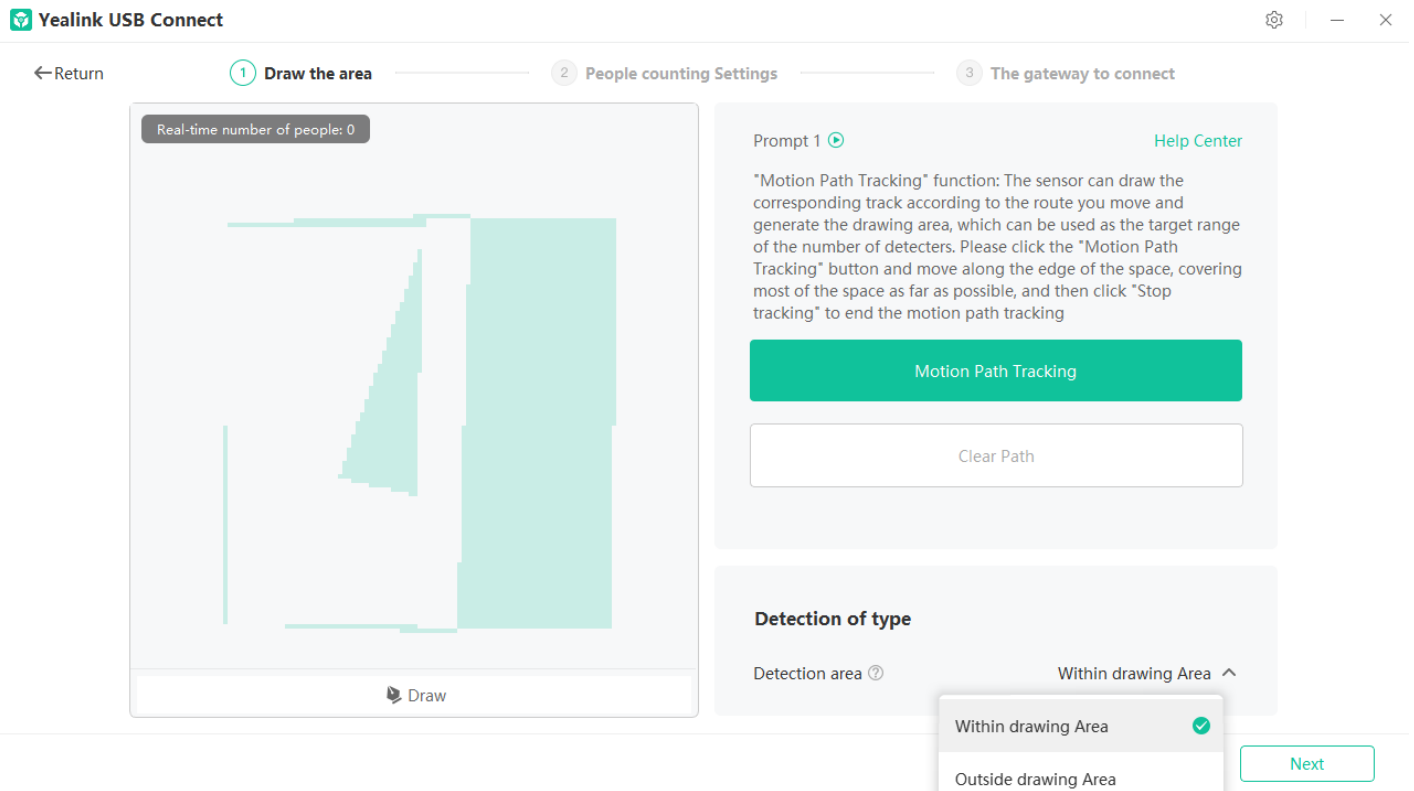 Yealink USB Connect
Return
1 Draw the area
2 People counting Settings
3 The gateway to connect
Real-time number of people: 0
Draw
Prompt 1
Help Center
"Motion Path Tracking" function: The sensor can draw the
corresponding track according to the route you move and
generate the drawing area, which can be used as the target range
of the number of detecters. Please click the "Motion Path
Tracking" button and move along the edge of the space, covering
most of the space as far as possible, and then click "Stop
tracking" to end the motion path tracking
Motion Path Tracking
Clear Path
Detection of type
Detection area ?
Within drawing Area
Within drawing Area
Outside drawing Area
Next